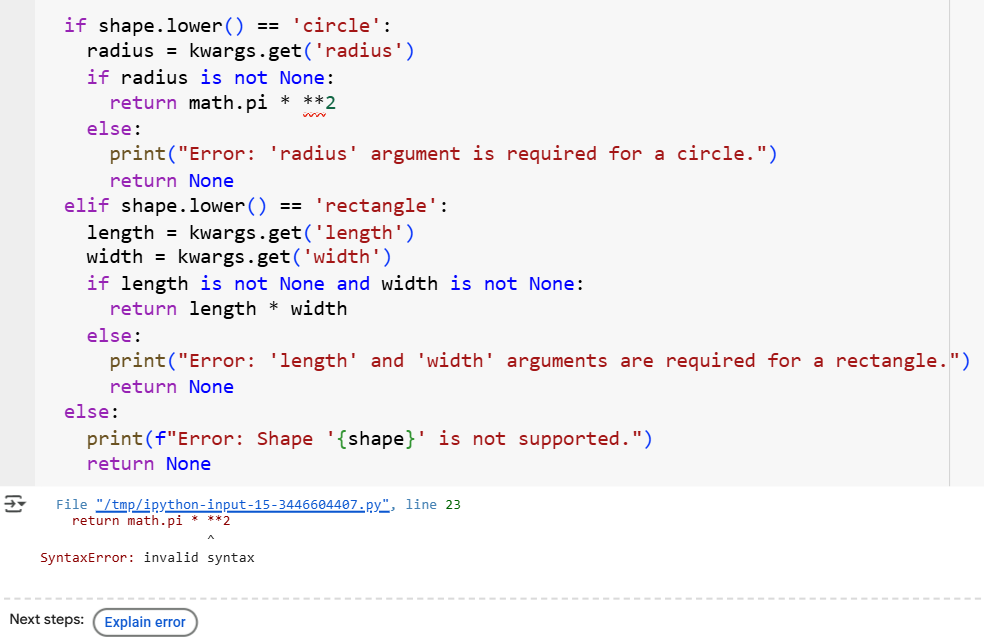 if shape.lower() == 'circle':
  radius = kwargs.get('radius')
  if radius is not None:
    return math.pi * **2
  else:
    print("Error: 'radius' argument is required for a circle.")
    return None
elif shape.lower() == 'rectangle':
  length = kwargs.get('length')
  width = kwargs.get('width')
  if length is not None and width is not None:
    return length * width
  else:
    print("Error: 'length' and 'width' arguments are required for a rectangle.")
    return None
else:
  print(f"Error: Shape '{shape}' is not supported.")
  return None
File "/tmp/ipython-input-15-3446604407.py", line 23
return math.pi * **2
^
SyntaxError: invalid syntax
Next steps: Explain error